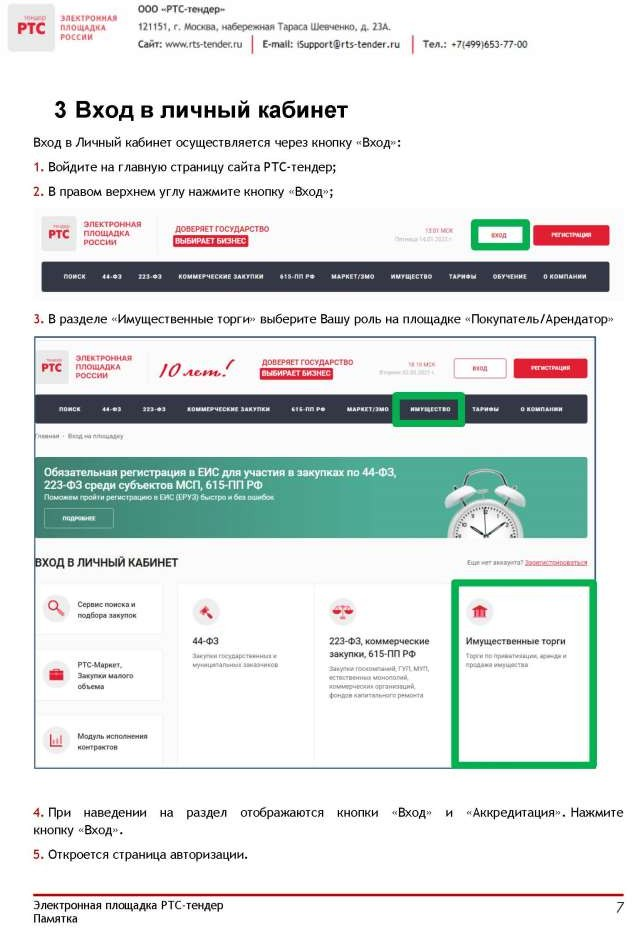 ООО «РТС-тендер»
тендер
РТС
ЭЛЕКТРОННАЯ
ПЛОЩАДКА
РОССИИ
121151, г. Москва, набережная Тараса Шевченко, д. 23А.
Сайт: www.rts-tender.ru | E-mail: iSupport@rts-tender.ru | Тел.: +7(499)653-77-00
3 Вход в личный кабинет
Вход в Личный кабинет осуществляется через кнопку «Вход»:
1. Войдите на главную страницу сайта РТС-тендер;
2. В правом верхнем углу нажмите кнопку «Вход»;
тендер
РТС
ЭЛЕКТРОННАЯ
ПЛОЩАДКА
РОССИИ
ДОВЕРЯЕТ ГОСУДАРСТВО
ВЫБИРАЕТ БИЗНЕС
13:01 МСК
ВХОД
РЕГИСТРАЦИЯ
ПОИСК 44-ФЗ 223-ФЗ КОММЕРЧЕСКИЕ ЗАКУПКИ 615-ПП РФ МАРКЕТ/ЗМО ИМУЩЕСТВО ТАРИФЫ ОБУЧЕНИЕ О КОМПАНИИ
3. В разделе «Имущественные торги» выберите Вашу роль на площадке «Покупатель/Арендатор»
тендер
РТС
ЭЛЕКТРОННАЯ
ПЛОЩАДКА
РОССИИ
10 лет!
ДОВЕРЯЕТ ГОСУДАРСТВО
ВЫБИРАЕТ БИЗНЕС
ВХОД
РЕГИСТРАЦИЯ
ПОИСК 44-ФЗ 223-ФЗ КОММЕРЧЕСКИЕ ЗАКУПКИ 615-ПП РФ МАРКЕТ/ЗМО ИМУЩЕСТВО ТАРИФЫ О КОМПАНИИ
Главная - Вход на площадку
Обязательная регистрация в ЕИС для участия в закупках по 44-ФЗ,
223-ФЗ среди субъектов МСП, 615-ПП РФ
Поможем пройти регистрацию в ЕИС (ЕРУЗ) быстро и без ошибок
ПОДРОБНЕЕ
ВХОД В ЛИЧНЫЙ КАБИНЕТ
Еще нет аккаунта? Зарегистрироваться
Сервис поиска и
подбора закупок
РТС-Маркет,
Закупки малого
объема
Модуль исполнения
контрактов
44-ФЗ
Закупки государственных и
муниципальных заказчиков
223-ФЗ, коммерческие
закупки, 615-ПП РФ
Закупки госкомпаний, ГУП, МУП,
естественных монополий,
коммерческих организаций,
фондов капитального ремонта
Имущественные торги
Торги по приватизации, аренде и
продаже имущества
4. При наведении на раздел отображаются кнопки «Вход» и «Аккредитация». Нажмите
кнопку «Вход».
5. Откроется страница авторизации.
Электронная площадка РТС-тендер
Памятка
7